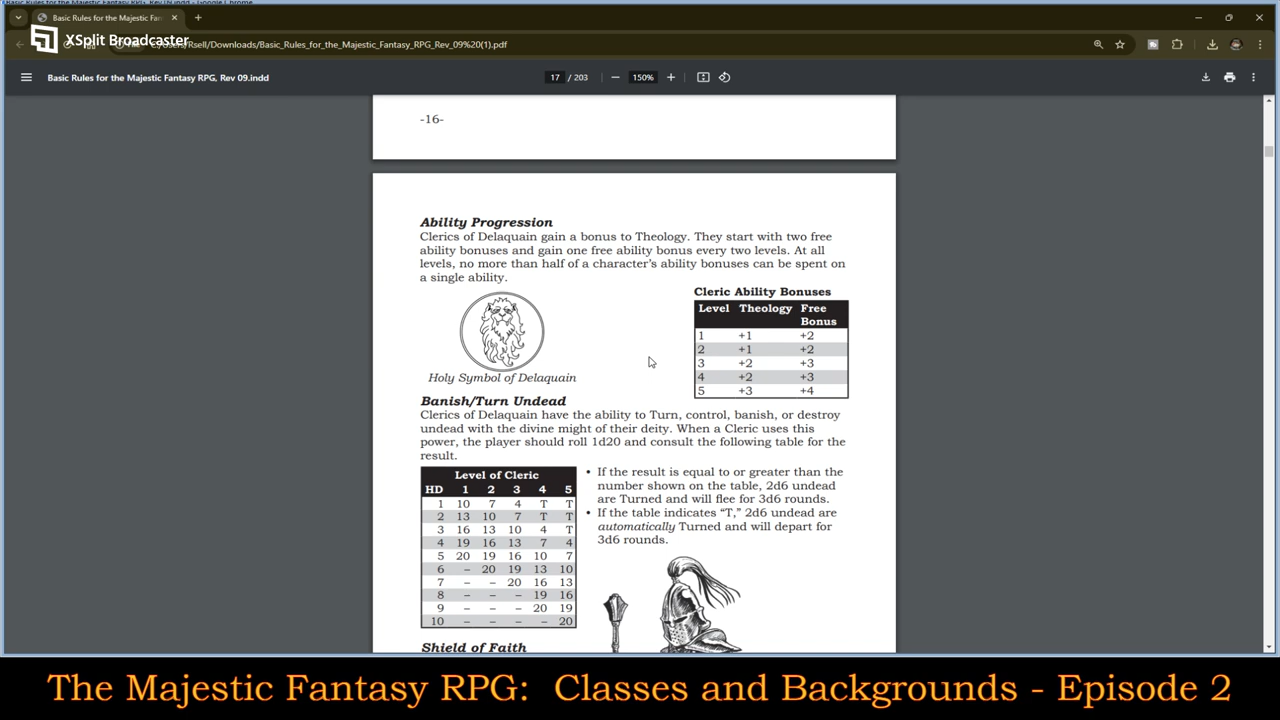 Basic Rules for the Majestic Fan
XSplit Broadcaster
/Users/Rsell/Downloads/Basic_Rules_for_the_Majestic_Fantasy_RPG_Rev_09%20(1).pdf
Basic Rules for the Majestic Fantasy RPG, Rev 09.indd
17 / 203
150%
-16-
Ability Progression
Clerics of Delaquain gain a bonus to Theology. They start with two free
ability bonuses and gain one free ability bonus every two levels. At all
levels, no more than half of a character's ability bonuses can be spent on
a single ability.
Cleric Ability Bonuses
Level Theology Free Bonus
1 +1 +2
2 +1 +2
3 +2 +3
4 +2 +3
5 +3 +4
Holy Symbol of Delaquain
Banish/Turn Undead
Clerics of Delaquain have the ability to Turn, control, banish, or destroy
undead with the divine might of their deity. When a Cleric uses this
power, the player should roll 1d20 and consult the following table for the
result.
Level of Cleric
HD 1 2 3 4 5
1 10 7 4 T T
2 13 10 7 T T
3 16 13 10 4 T
4 19 16 13 7 4
5 20 19 16 10 7
6 – 20 19 13 10
7 – – 20 16 13
8 – – – 19 16
9 – – – 20 19
10 – – – – 20
• If the result is equal to or greater than the
number shown on the table, 2d6 undead
are Turned and will flee for 3d6 rounds.
• If the table indicates "T," 2d6 undead are
automatically Turned and will depart for
3d6 rounds.
Shield of Faith
The Majestic Fantasy RPG: Classes and Backgrounds - Episode 2